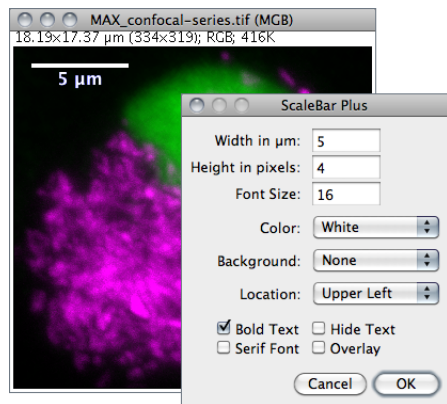 MAX_confocal-series.tif (MGB)
18.19×17.37 µm (334×319); RGB; 416K
5 µm
ScaleBar Plus
Width in µm: 5
Height in pixels: 4
Font Size: 16
Color: White
Background: None
Location: Upper Left
Bold Text Hide Text
Serif Font Overlay
Cancel OK